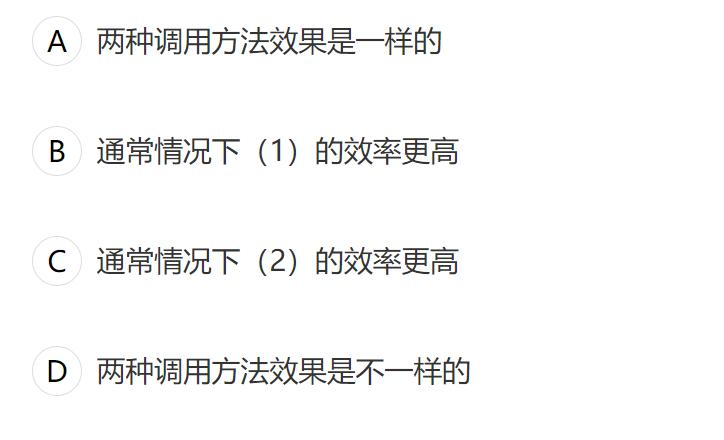 A 两种调用方法效果是一样的
B 通常情况下（1）的效率更高
C 通常情况下（2）的效率更高
D 两种调用方法效果是不一样的